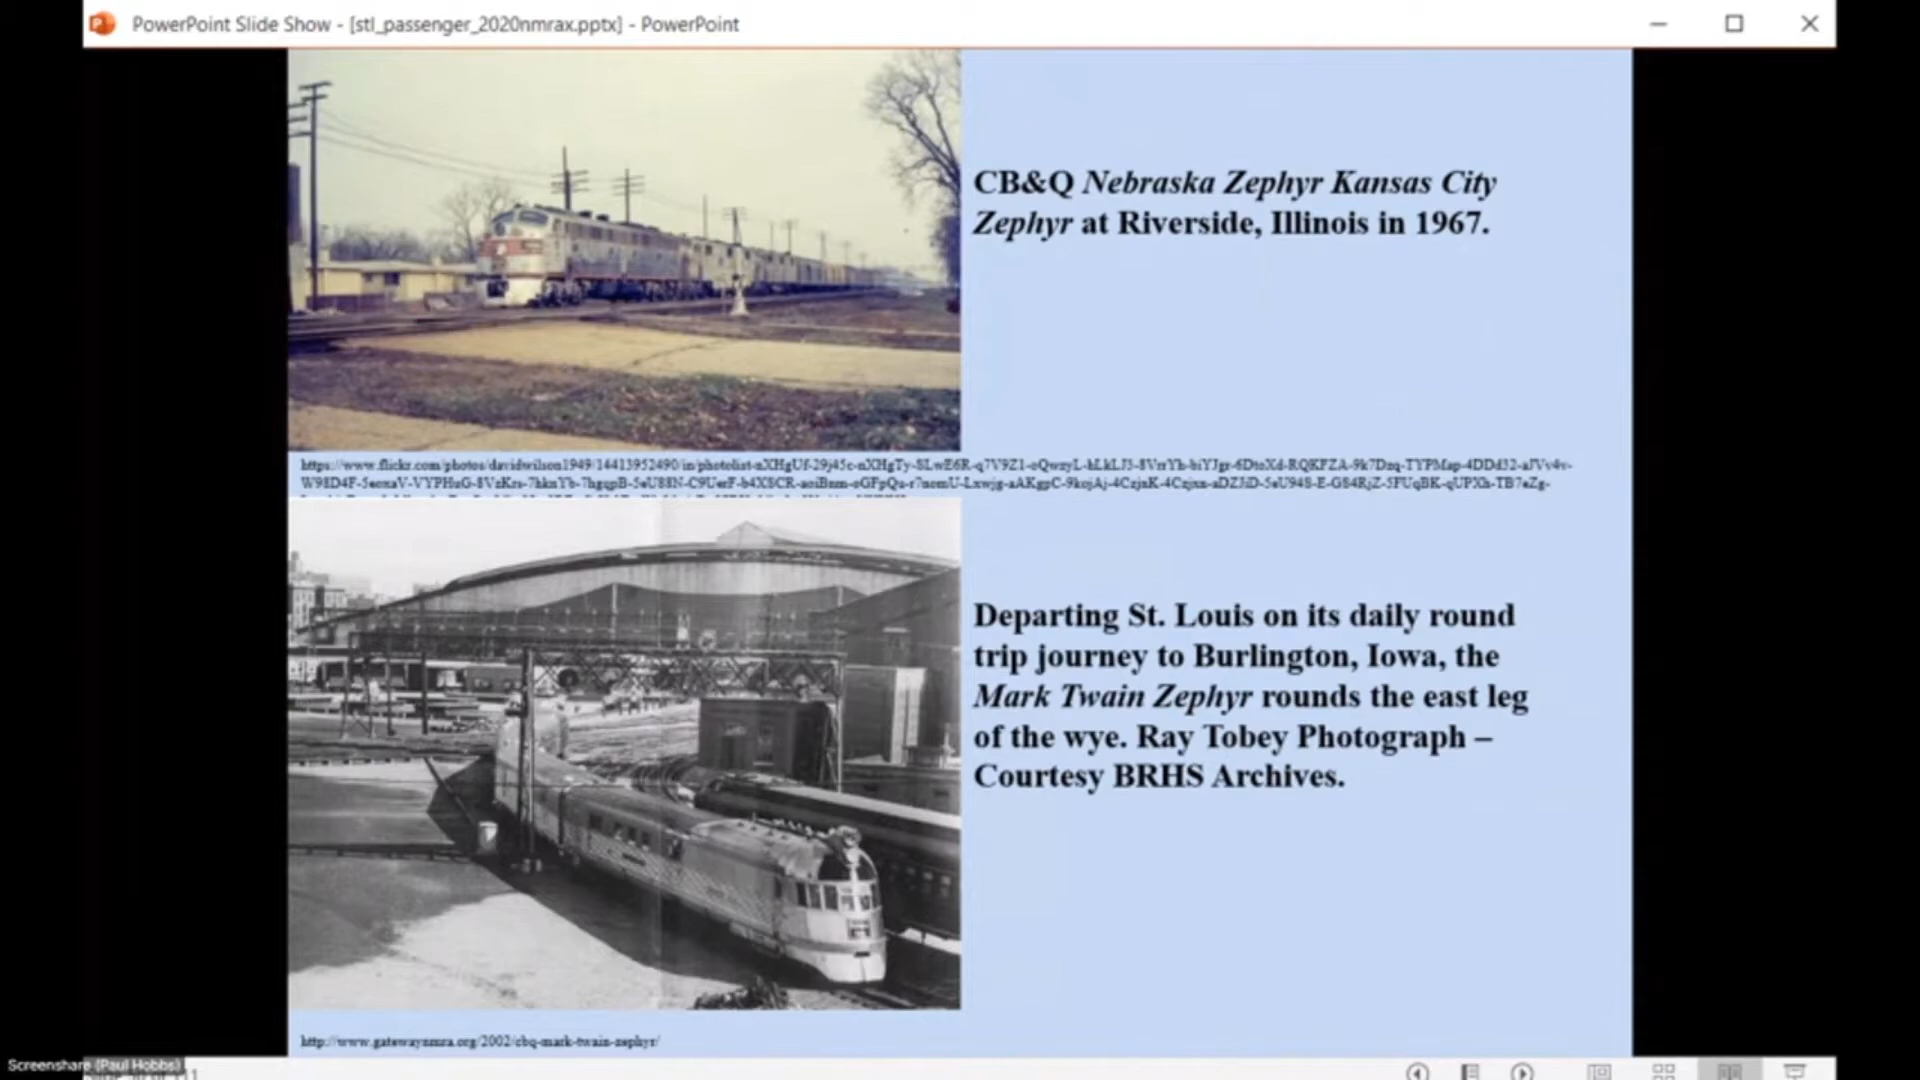 PowerPoint Slide Show - [stl_passenger_2020nmrax.pptx] - PowerPoint
CB&Q Nebraska Zephyr Kansas City
Zephyr at Riverside, Illinois in 1967.
Departing St. Louis on its daily round
trip journey to Burlington, Iowa, the
Mark Twain Zephyr rounds the east leg
of the wye. Ray Tobey Photograph –
Courtesy BRHS Archives.
http://www.gatewaynmra.org/2002/cbq-mark-twain-zephyr/
Screenshare (Paul Hobbs)